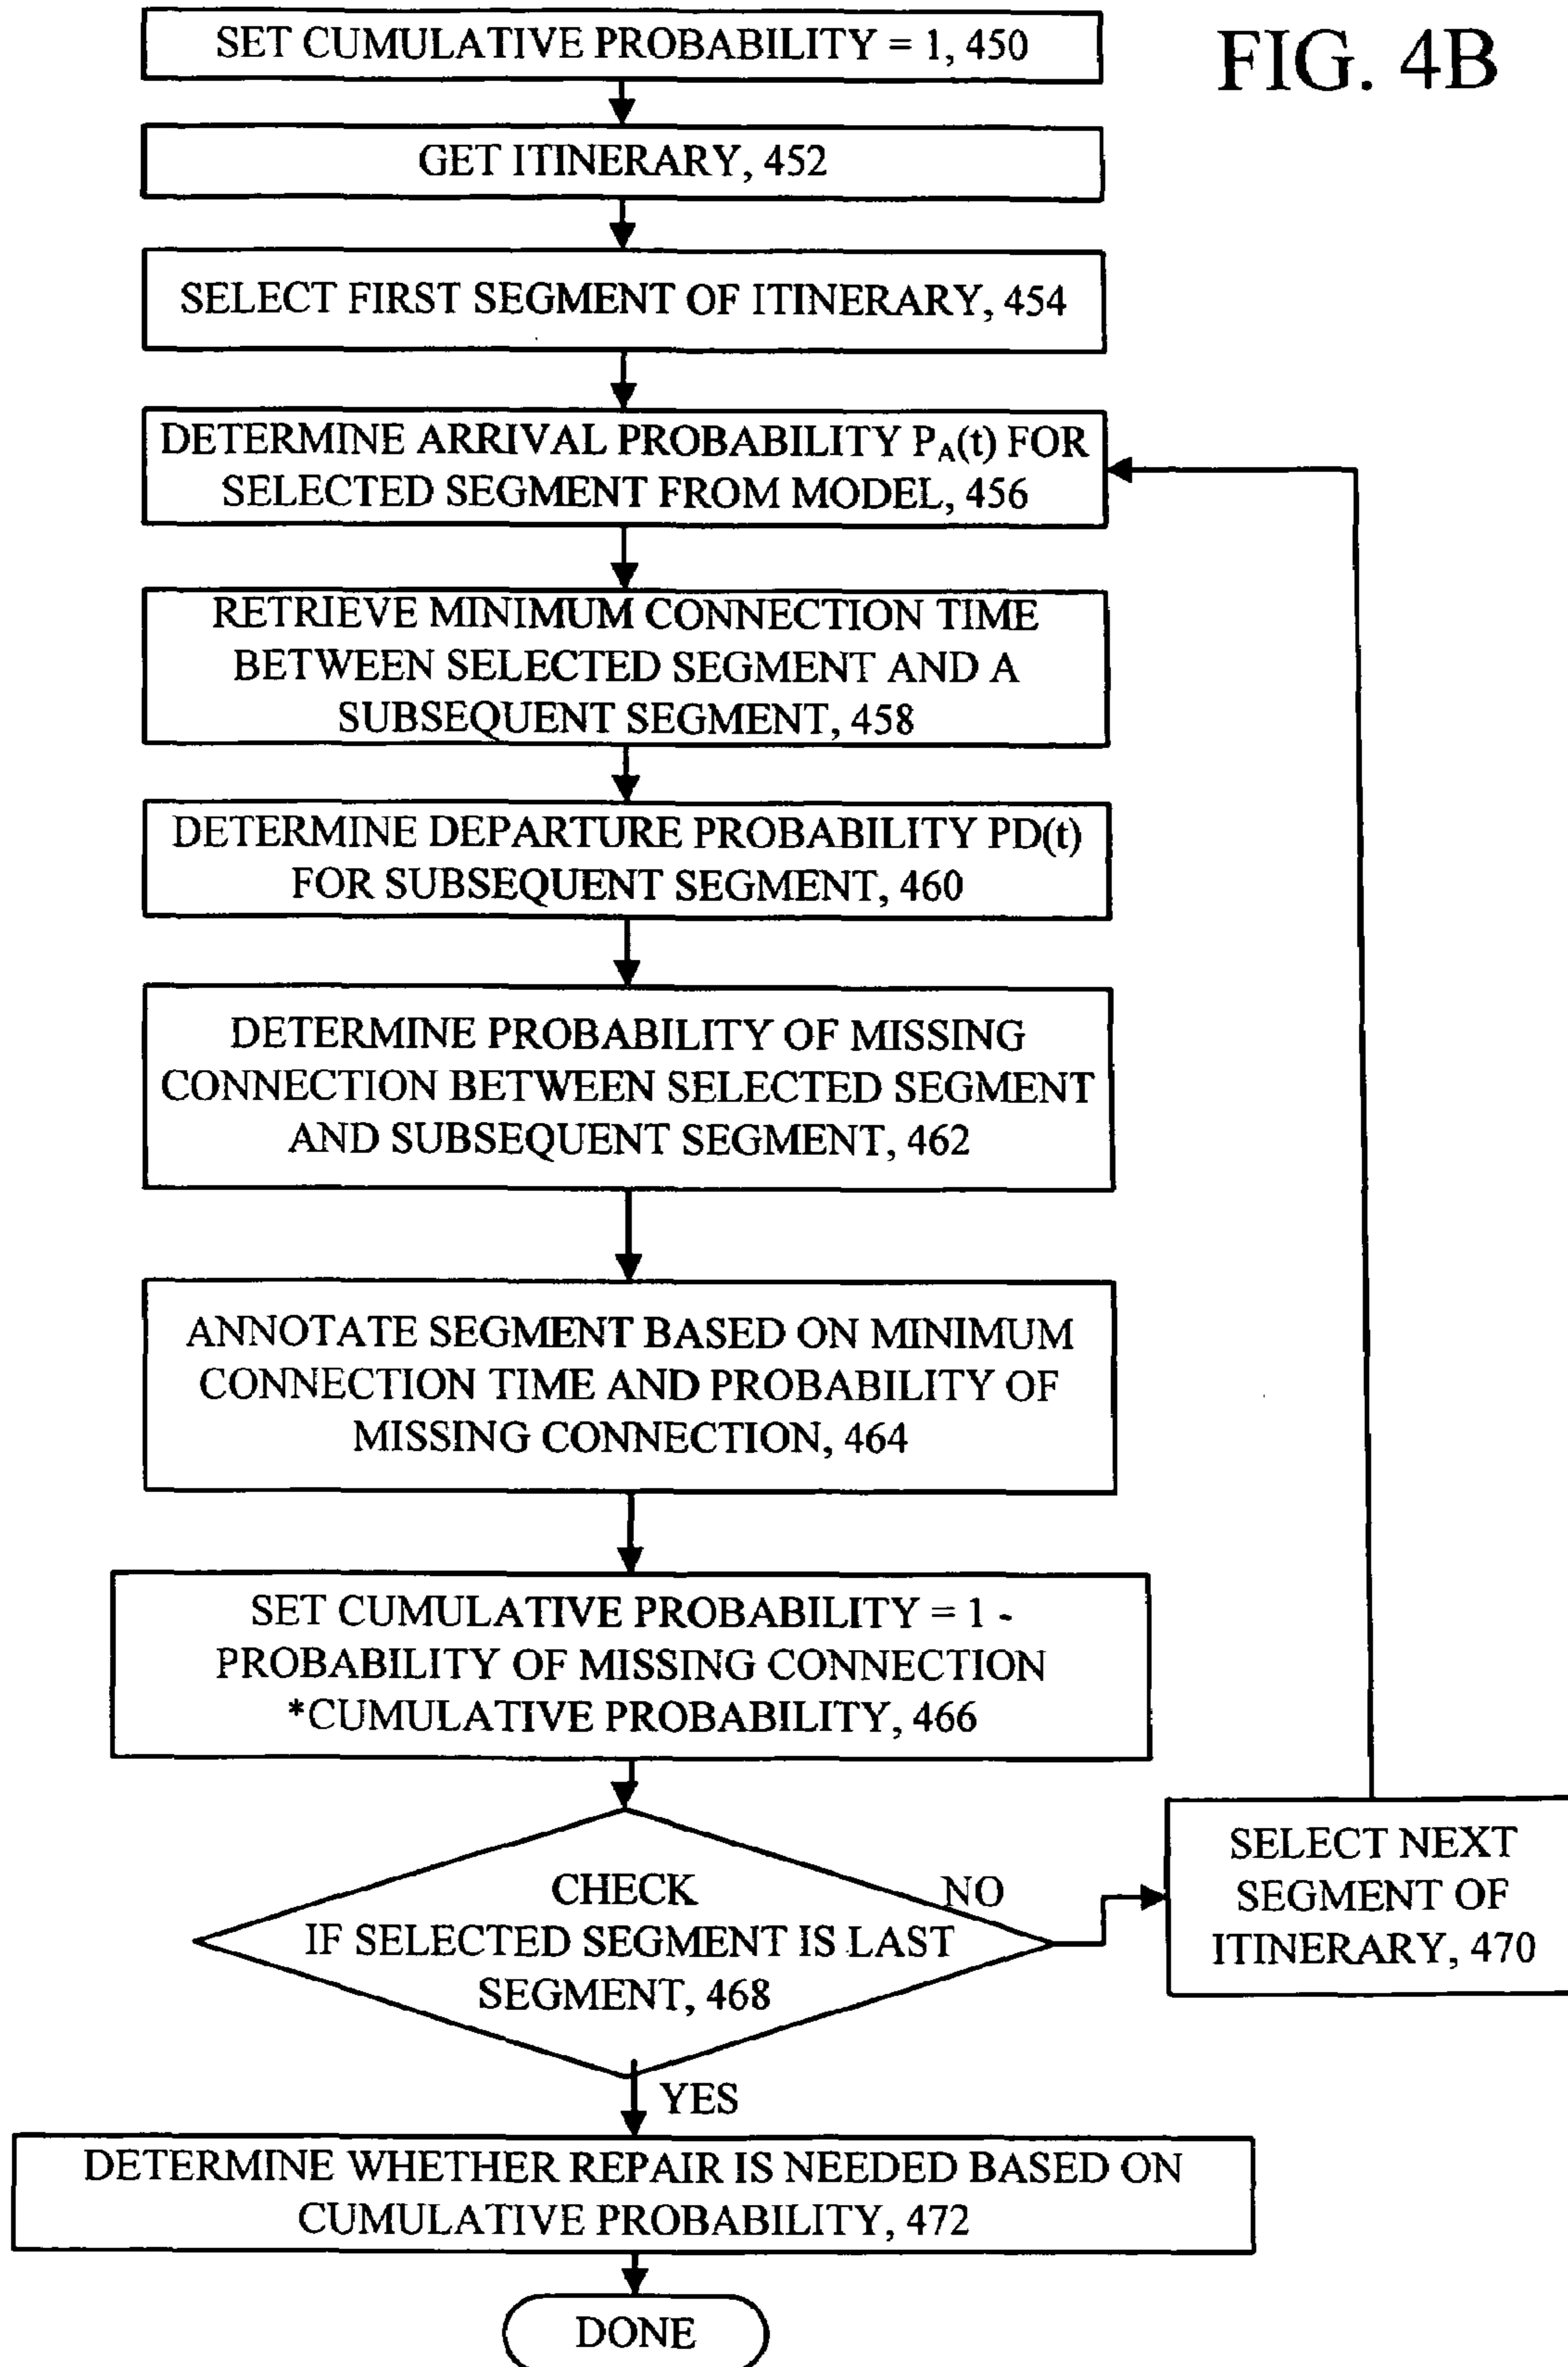 FIG. 4B
SET CUMULATIVE PROBABILITY = 1, 450
GET ITINERARY, 452
SELECT FIRST SEGMENT OF ITINERARY, 454
DETERMINE ARRIVAL PROBABILITY PA(t) FOR
SELECTED SEGMENT FROM MODEL, 456
RETRIEVE MINIMUM CONNECTION TIME
BETWEEN SELECTED SEGMENT AND A
SUBSEQUENT SEGMENT, 458
DETERMINE DEPARTURE PROBABILITY PD(t)
FOR SUBSEQUENT SEGMENT, 460
DETERMINE PROBABILITY OF MISSING
CONNECTION BETWEEN SELECTED SEGMENT
AND SUBSEQUENT SEGMENT, 462
ANNOTATE SEGMENT BASED ON MINIMUM
CONNECTION TIME AND PROBABILITY OF
MISSING CONNECTION, 464
SET CUMULATIVE PROBABILITY = 1 -
PROBABILITY OF MISSING CONNECTION
*CUMULATIVE PROBABILITY, 466
CHECK
IF SELECTED SEGMENT IS LAST
SEGMENT, 468
NO
SELECT NEXT
SEGMENT OF
ITINERARY, 470
YES
DETERMINE WHETHER REPAIR IS NEEDED BASED ON
CUMULATIVE PROBABILITY, 472
DONE